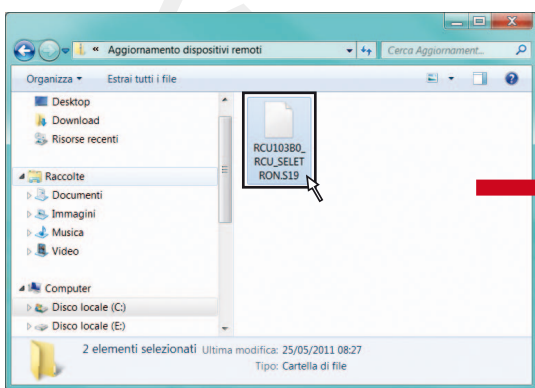 « Aggiornamento dispositivi remoti
Cerca Aggiornament...
Organizza
Estrai tutti i file
Desktop
Download
Risorse recenti
Raccolte
Documenti
Immagini
Musica
Video
Computer
Disco locale (C:)
Disco locale (E:)
RCU103B0_
RCU_SELET
RON.S19
2 elementi selezionati Ultima modifica: 25/05/2011 08:27
Tipo: Cartella di file